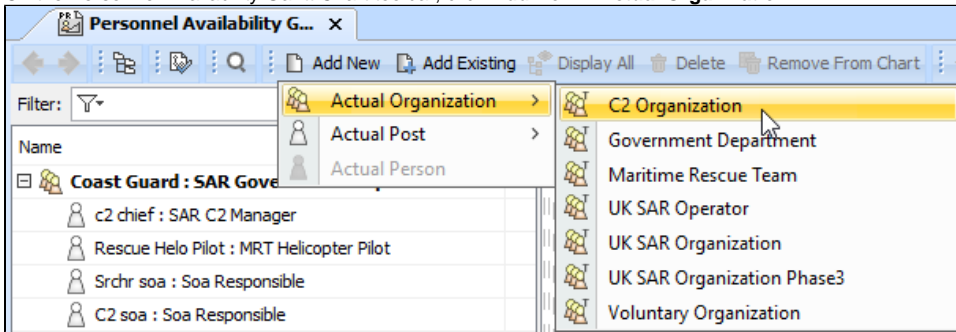 Personnel Availability G...
Add New Add Existing Display All Delete Remove From Chart
Filter:
Actual Organization
Actual Post
Actual Person
C2 Organization
Government Department
Maritime Rescue Team
UK SAR Operator
UK SAR Organization
UK SAR Organization Phase3
Voluntary Organization
Name
Coast Guard : SAR Gove
c2 chief : SAR C2 Manager
Rescue Helo Pilot : MRT Helicopter Pilot
Srchr soa : Soa Responsible
C2 soa : Soa Responsible